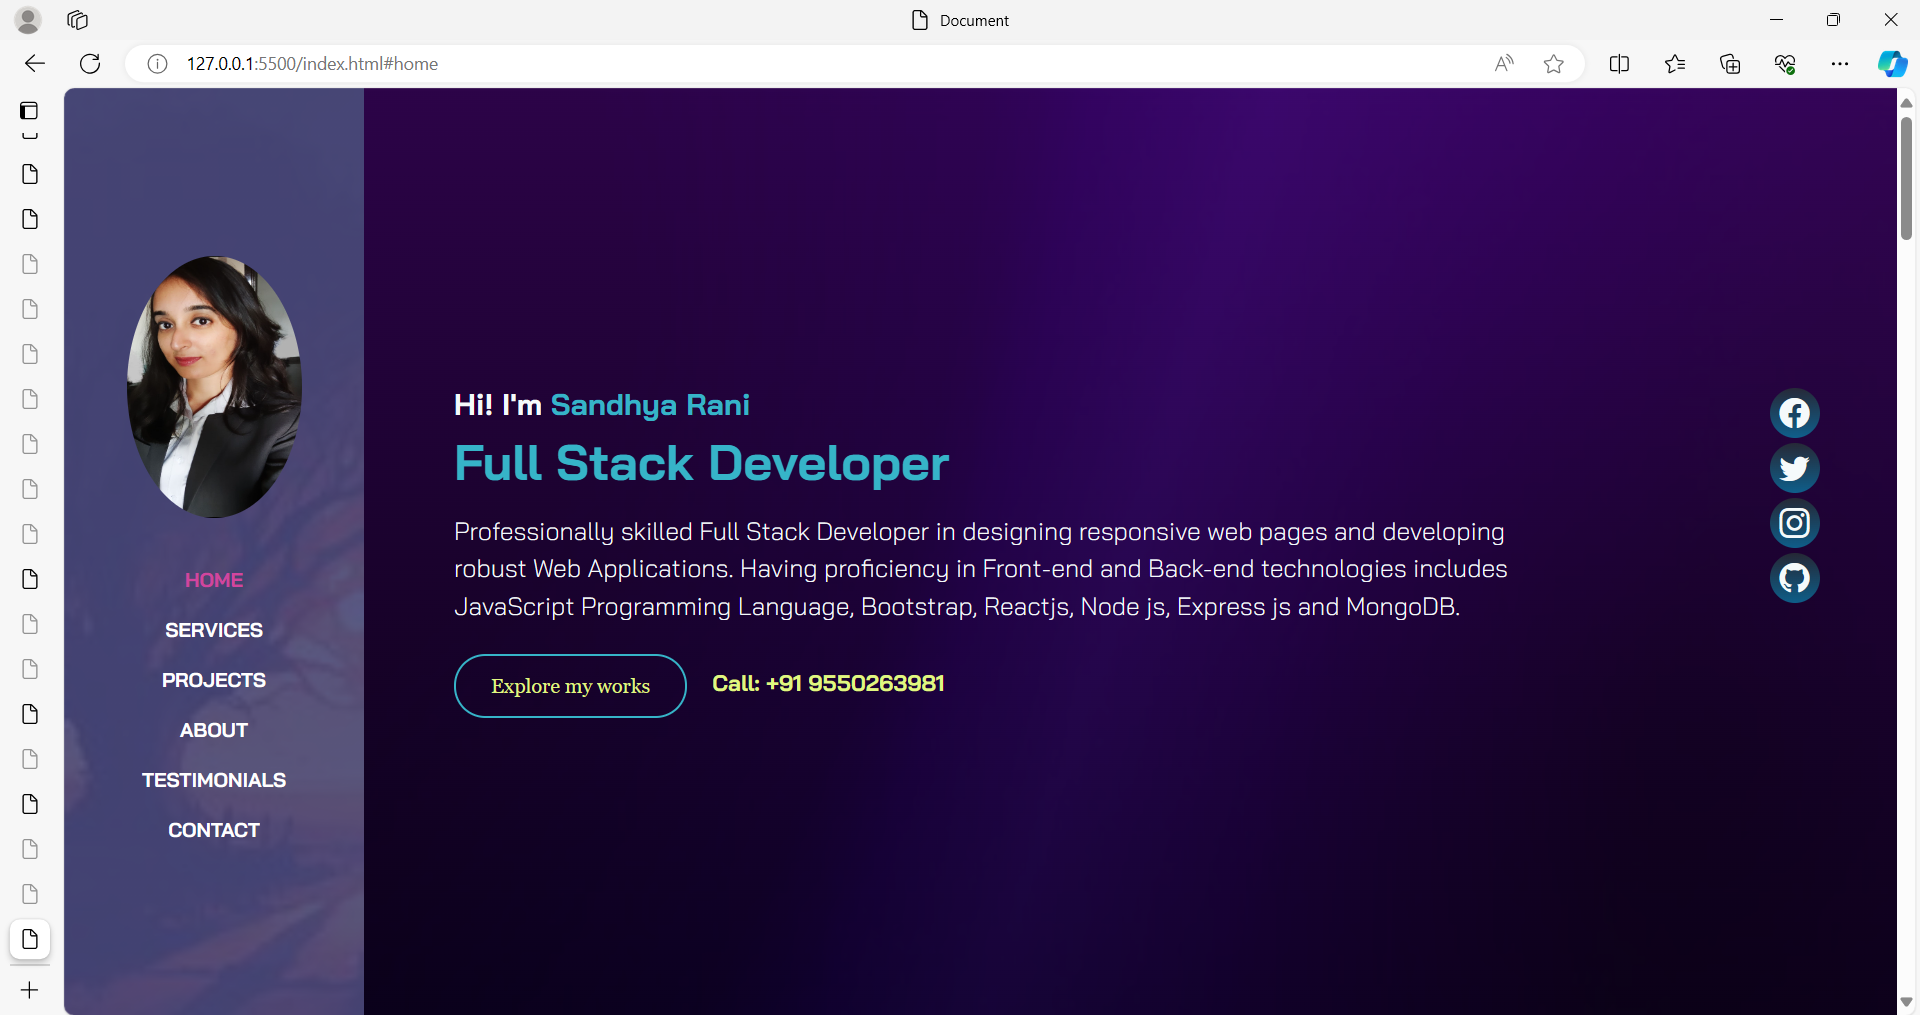 Document
127.0.0.1:5500/index.html#home
HOME
SERVICES
PROJECTS
ABOUT
TESTIMONIALS
CONTACT
Hi! I'm Sandhya Rani
Full Stack Developer
Professionally skilled Full Stack Developer in designing responsive web pages and developing
robust Web Applications. Having proficiency in Front-end and Back-end technologies includes
JavaScript Programming Language, Bootstrap, Reactjs, Node js, Express js and MongoDB.
Explore my works
Call: +91 9550263981